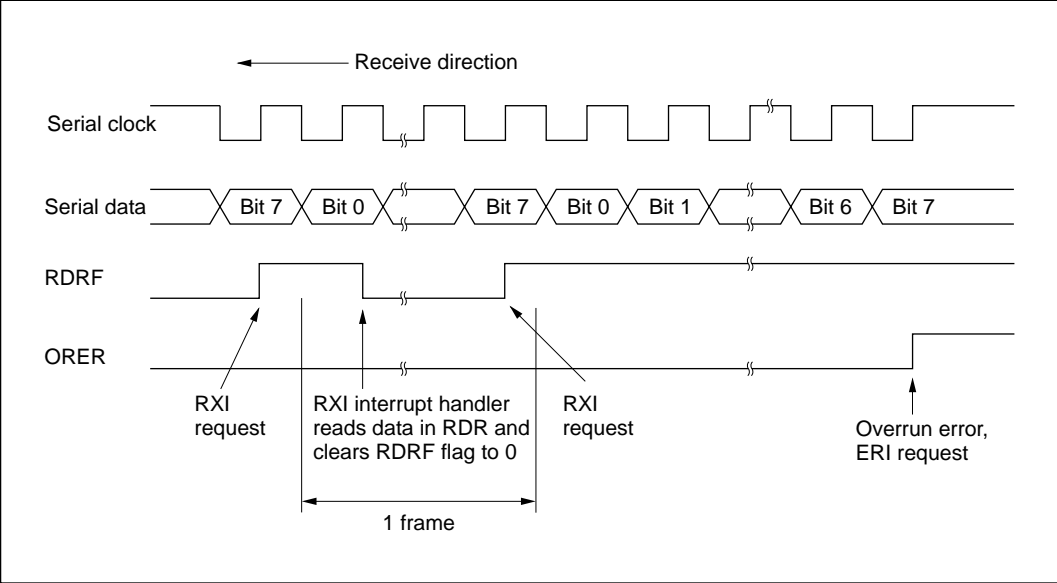 Receive direction
Serial clock
Serial data
Bit 7
Bit 0
Bit 7
Bit 0
Bit 1
Bit 6
Bit 7
RDRF
ORER
RXI
request
RXI interrupt handler
reads data in RDR and
clears RDRF flag to 0
RXI
request
Overrun error,
ERI request
1 frame